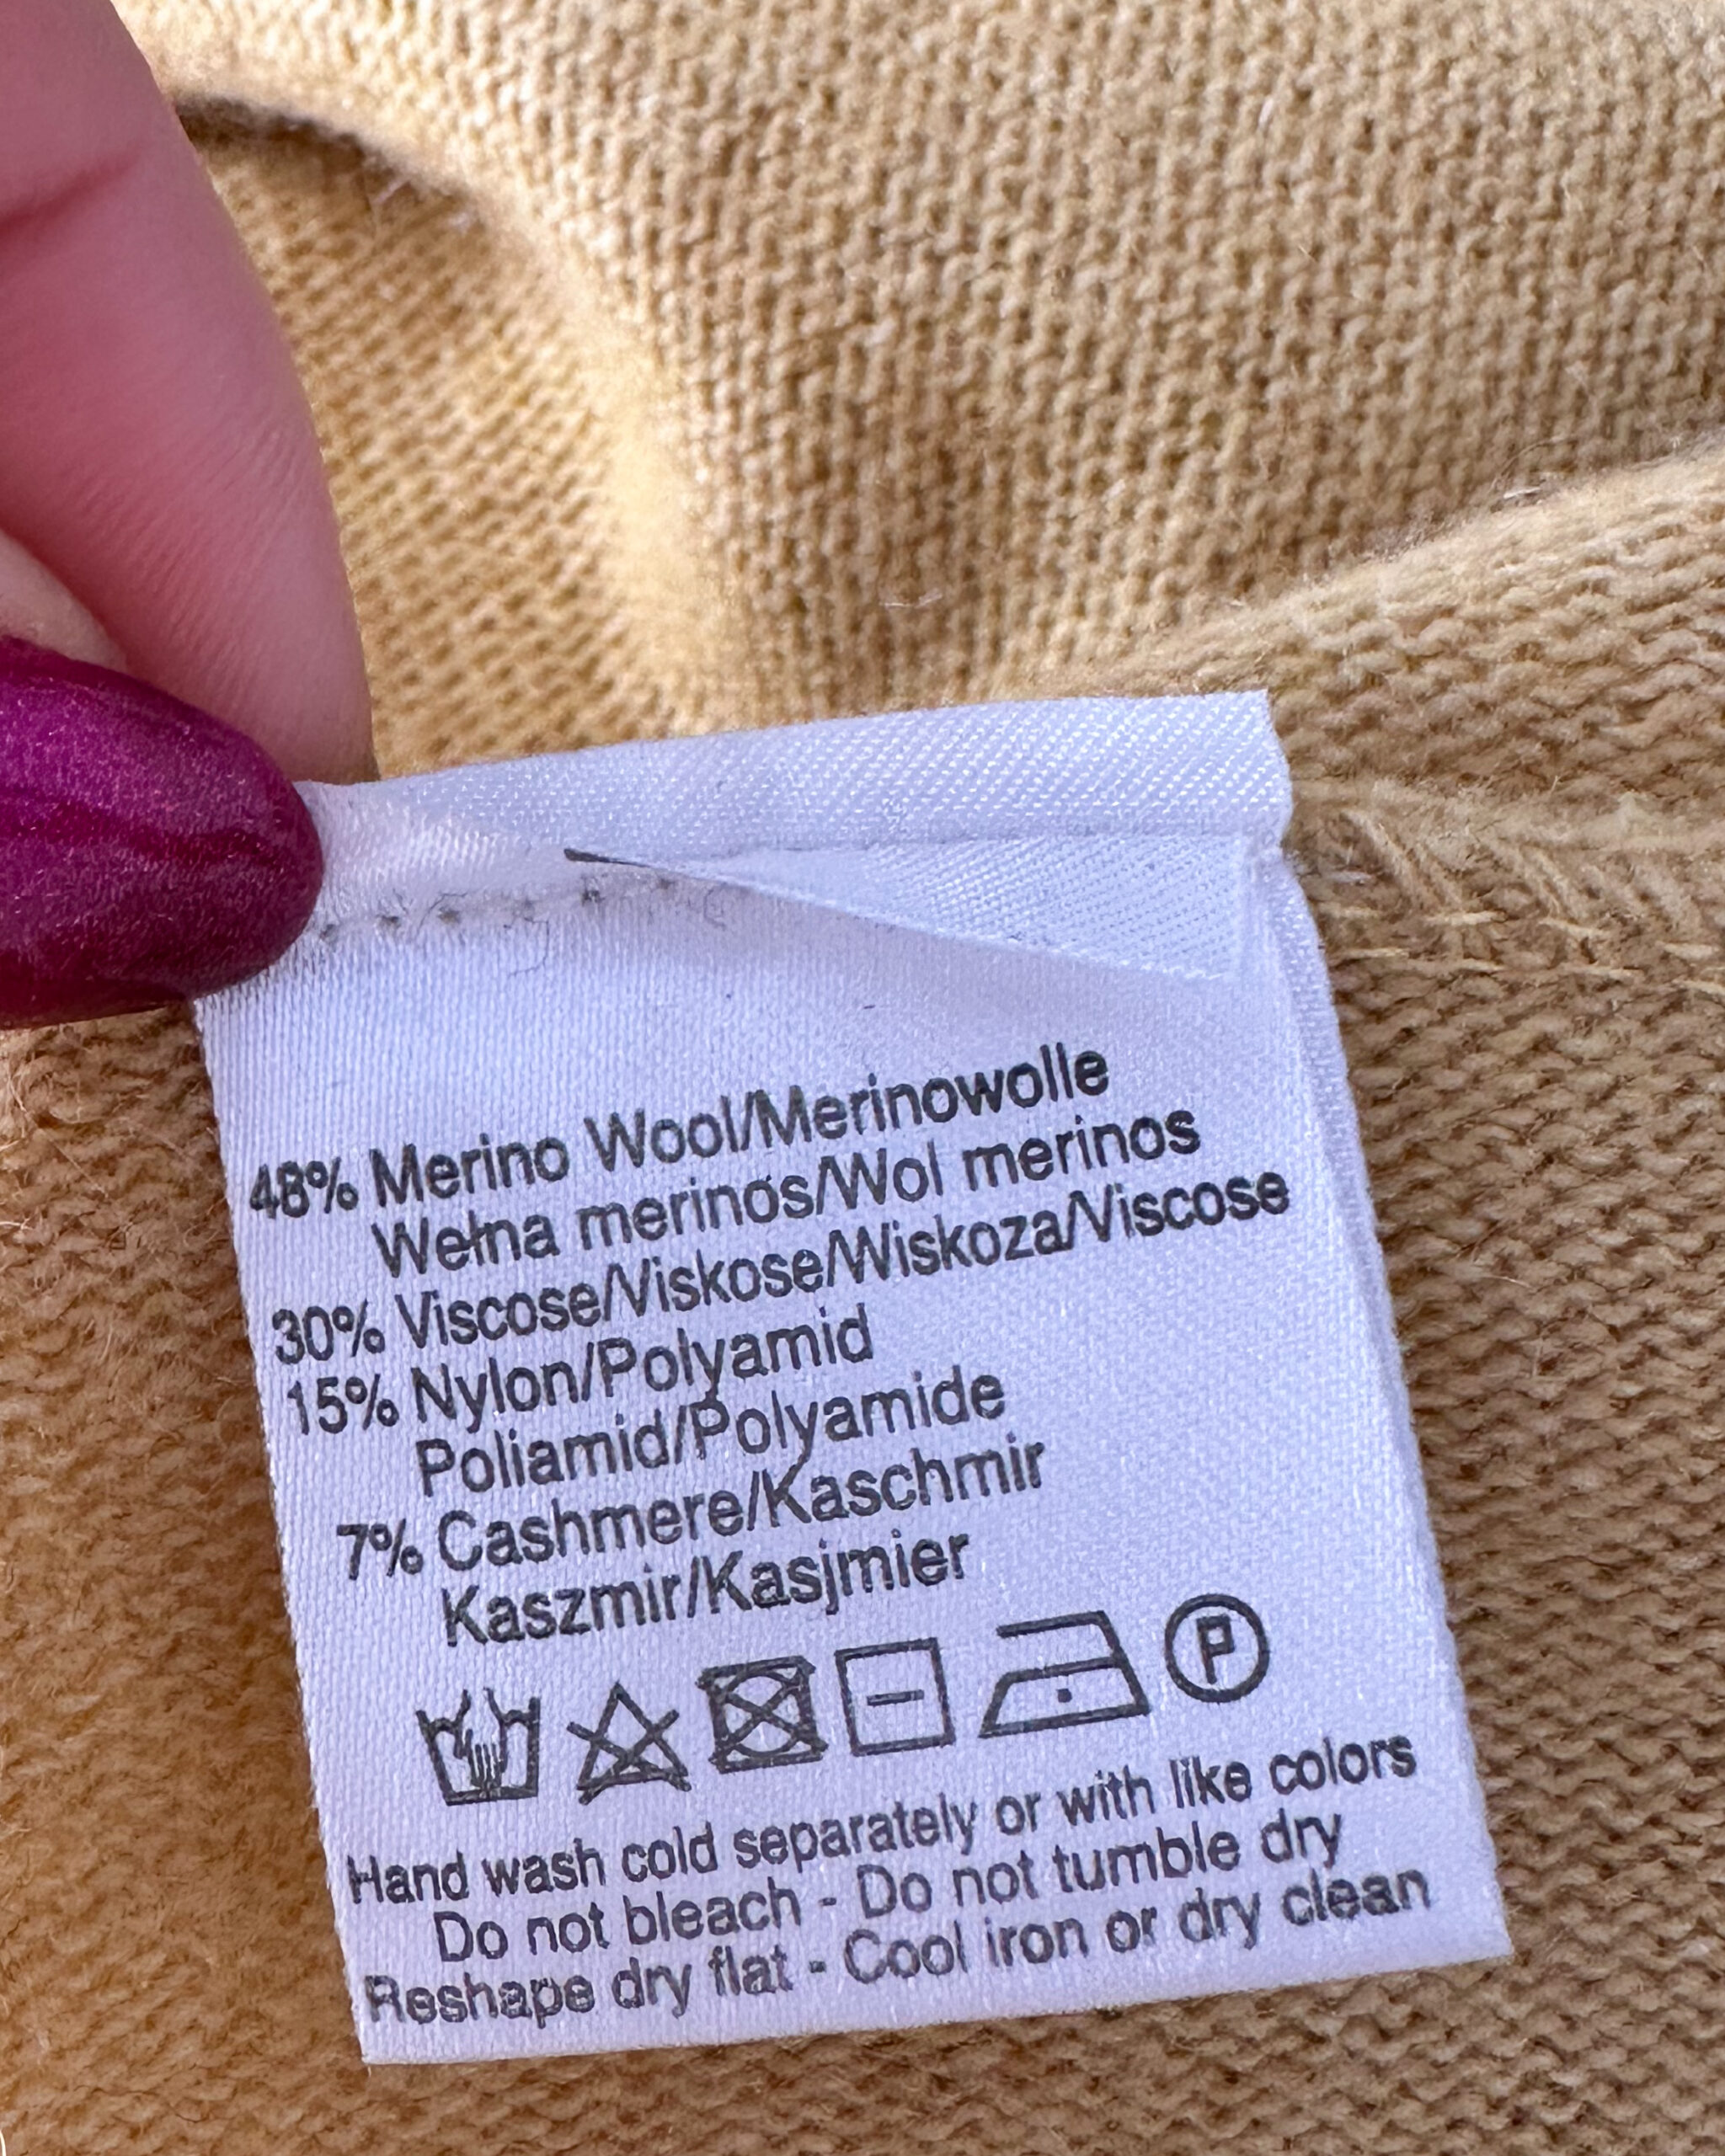 48% Merino Wool/Merinowolle
Wełna merinos/Wol merinos
30% Viscose/Viskose/Wiskoza/Viscose
15% Nylon/Polyamid
Poliamid/Polyamide
7% Cashmere/Kaschmir
Kaszmir/Kasjmier
P
Hand wash cold separately or with like colors
Do not bleach - Do not tumble dry
Reshape dry flat - Cool iron or dry clean